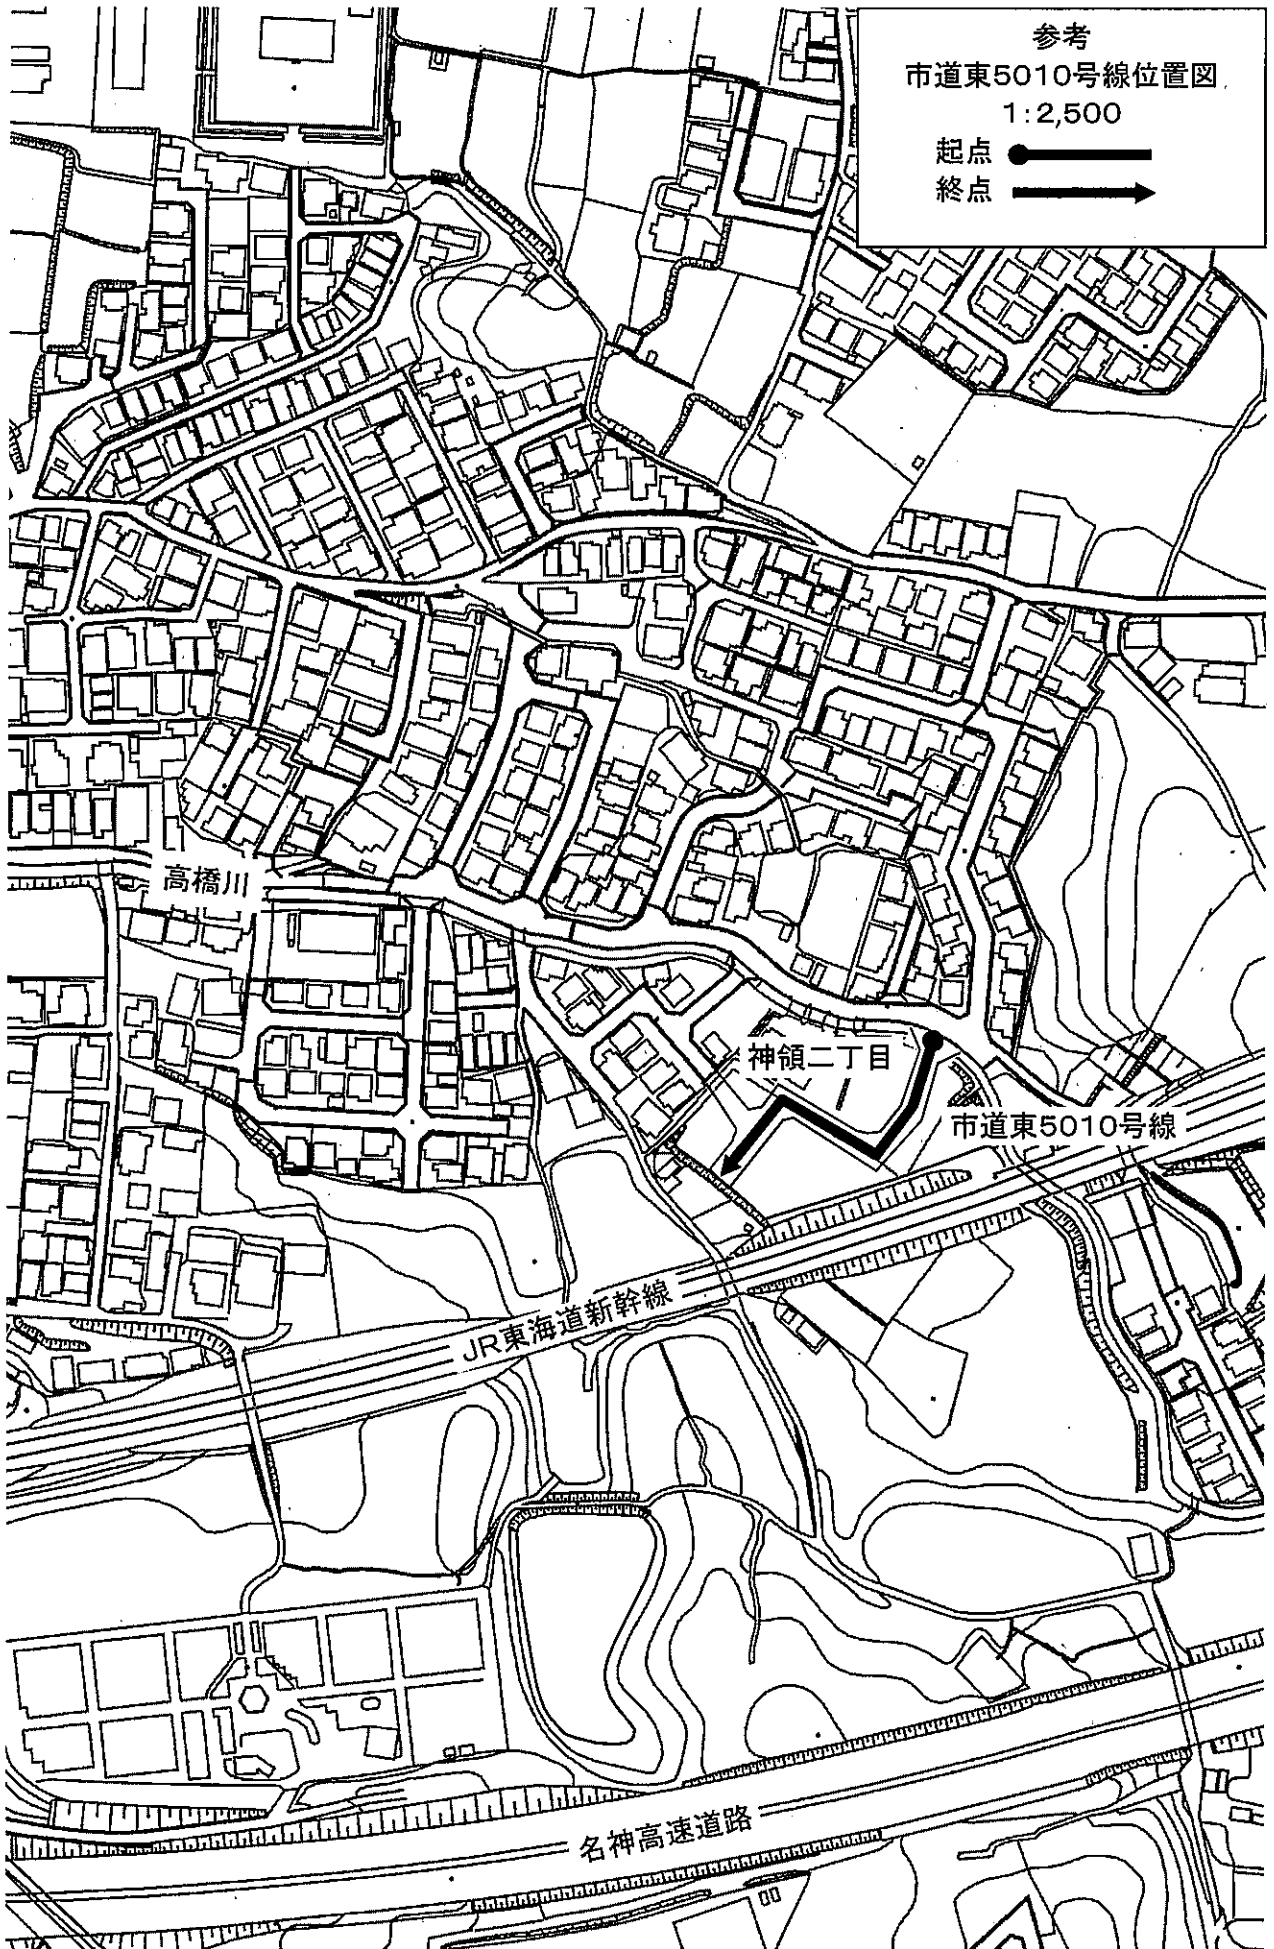 参考
市道東5010号線位置図
1:2,500
起点
終点
高橋川
神領二丁目
市道東5010号線
JR東海道新幹線
名神高速道路